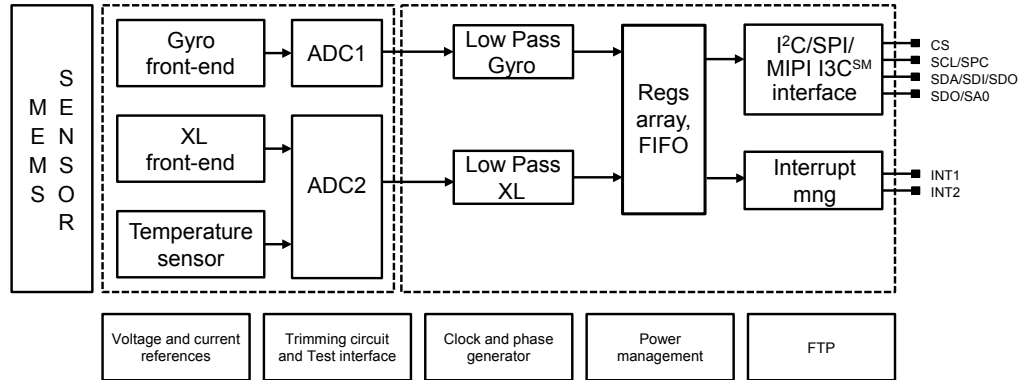 MEMS
SENSOR
Gyro
front-end
ADC1
XL
front-end
ADC2
Temperature
sensor
Low Pass
Gyro
Low Pass
XL
Regs
array,
FIFO
I²C/SPI/
MIPI I3C℠
interface
Interrupt
mng
CS
SCL/SPC
SDA/SDI/SDO
SDO/SA0
INT1
INT2
Voltage and current
references
Trimming circuit
and Test interface
Clock and phase
generator
Power
management
FTP